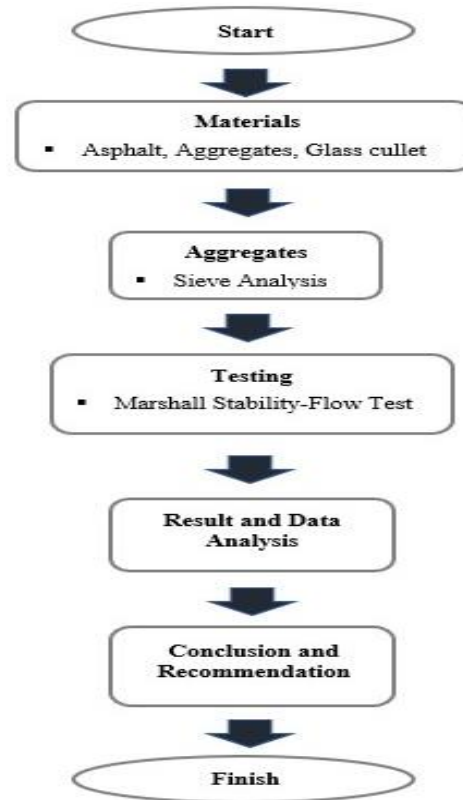 Start
Materials
▪ Asphalt, Aggregates, Glass cullet
Aggregates
▪ Sieve Analysis
Testing
▪ Marshall Stability-Flow Test
Result and Data
Analysis
Conclusion and
Recommendation
Finish